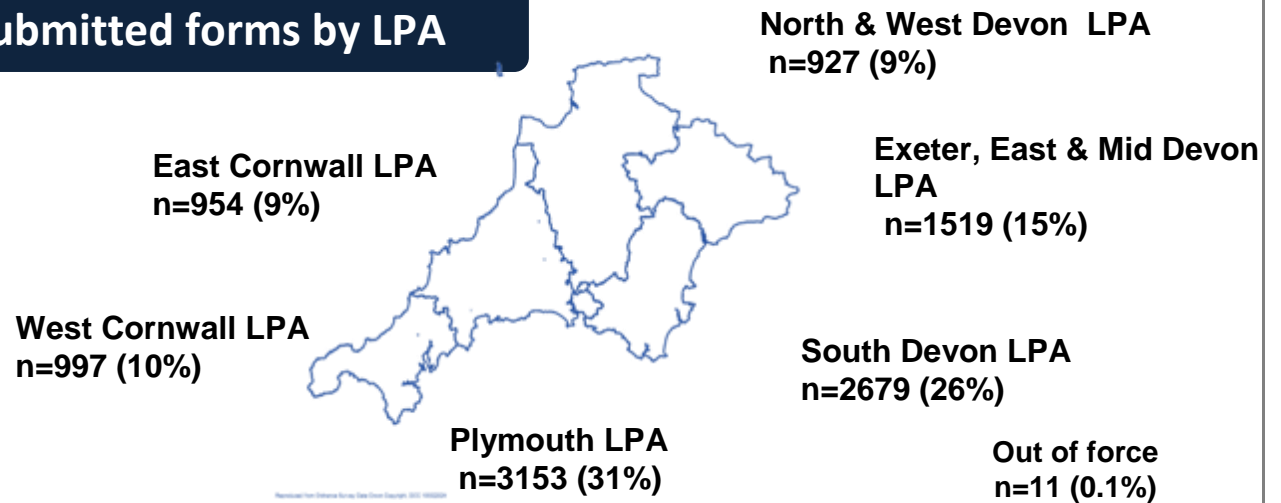 ubmitted forms by LPA
North & West Devon LPA
n=927 (9%)
East Cornwall LPA
n=954 (9%)
Exeter, East & Mid Devon
LPA
n=1519 (15%)
West Cornwall LPA
n=997 (10%)
South Devon LPA
n=2679 (26%)
Plymouth LPA
n=3153 (31%)
Out of force
n=11 (0.1%)